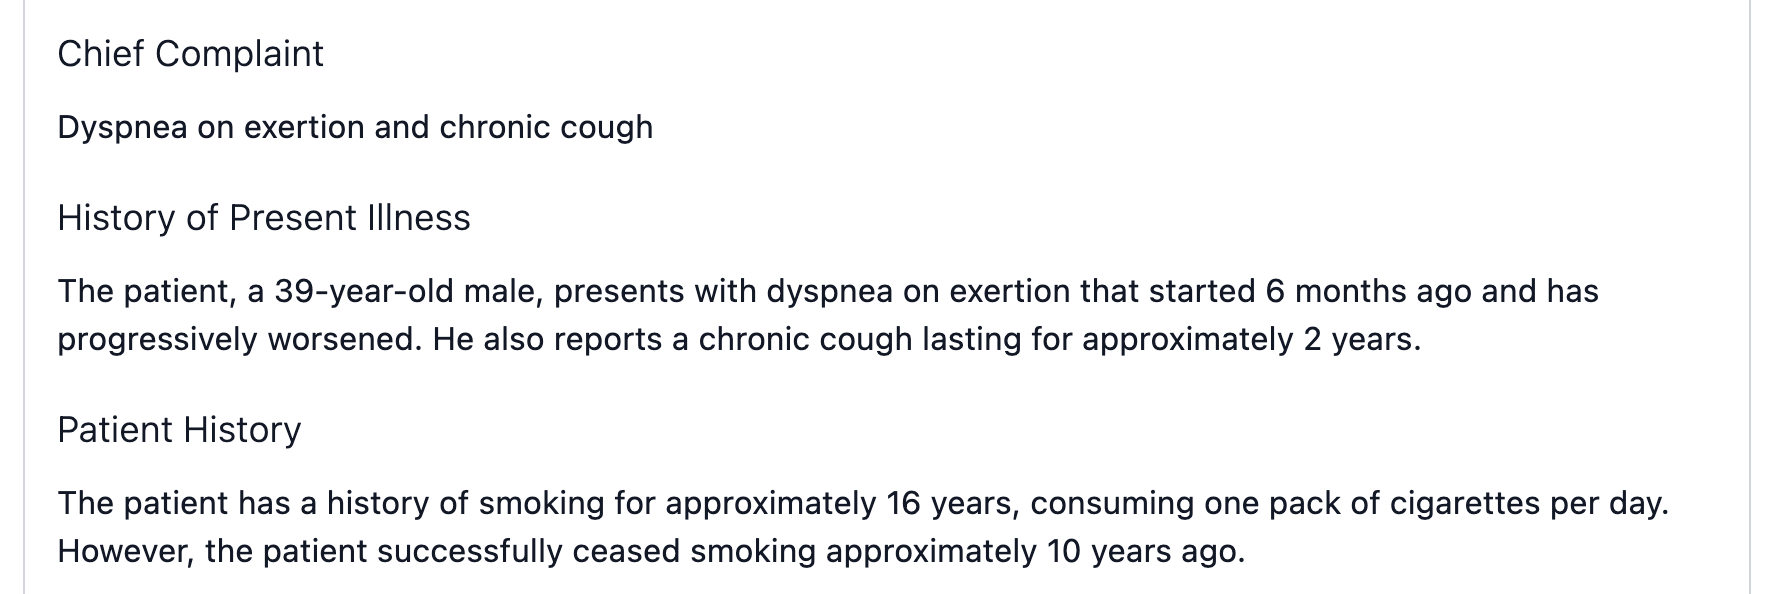 Chief Complaint
Dyspnea on exertion and chronic cough
History of Present Illness
The patient, a 39-year-old male, presents with dyspnea on exertion that started 6 months ago and has
progressively worsened. He also reports a chronic cough lasting for approximately 2 years.
Patient History
The patient has a history of smoking for approximately 16 years, consuming one pack of cigarettes per day.
However, the patient successfully ceased smoking approximately 10 years ago.